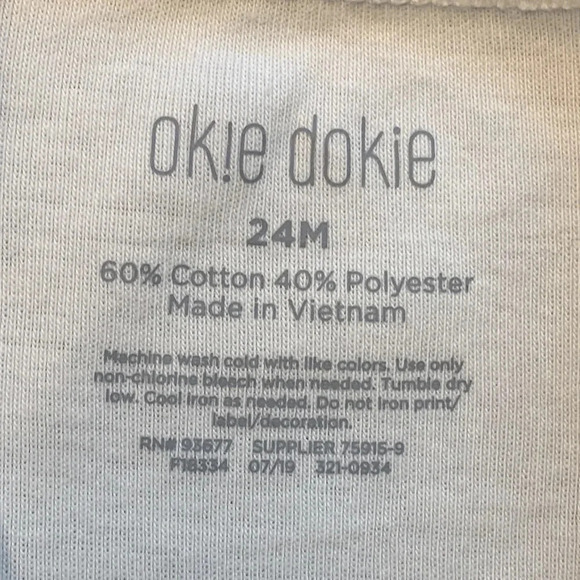 ok!e dokie
24M
60% Cotton 40% Polyester
Made in Vietnam
Machine wash cold with like colors. Use only
non-chlorine bleach when needed. Tumble dry
low. Cool iron as needed. Do not iron print/
label/decoration.
RN# 93677 SUPPLIER 75915-9
F18334 07/19 321-0934